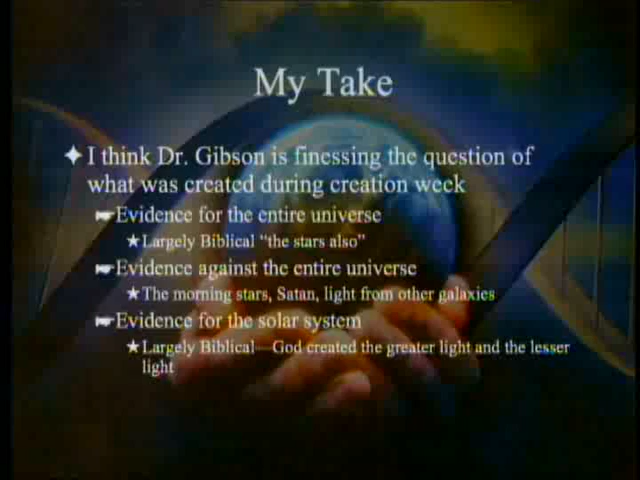 My Take
I think Dr. Gibson is finessing the question of
what was created during creation week
Evidence for the entire universe
Largely Biblical "the stars also"
Evidence against the entire universe
The morning stars, Satan, light from other galaxies
Evidence for the solar system
Largely Biblical—God created the greater light and the lesser
light